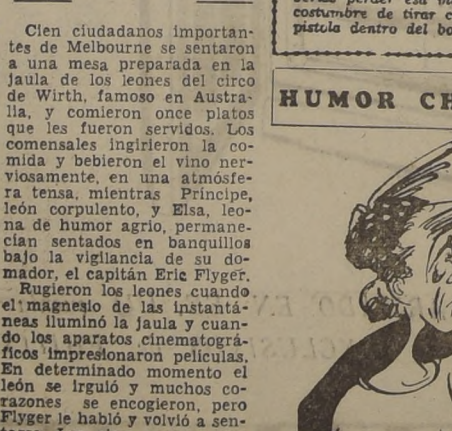 Cien ciudadanos importan-
tes de Melbourne se sentaron
a una mesa preparada en la
jaula de los leones del circo
de Wirth, famoso en Austra-
lia, y comieron once platos
que les fueron servidos. Los
comensales ingirieron la co-
mida y bebieron el vino ner-
viosamente, en una atmósfe-
ra tensa, mientras Príncipe,
león corpulento, y Elsa, leo-
na de humor agrio, permane-
cían sentados en banquillos
bajo la vigilancia de su do-
mador, el capitán Eric Flyger.
Rugieron los leones cuando
el magnesio de las instantá-
neas iluminó la jaula y cuan-
do los aparatos cinematográ-
ficos impresionaron películas.
En determinado momento el
león se irguió y muchos co-
razones se encogieron, pero
Flyger le habló y volvió a sen-
costumbre de tirar c
pistola dentro del bo
HUMOR CH